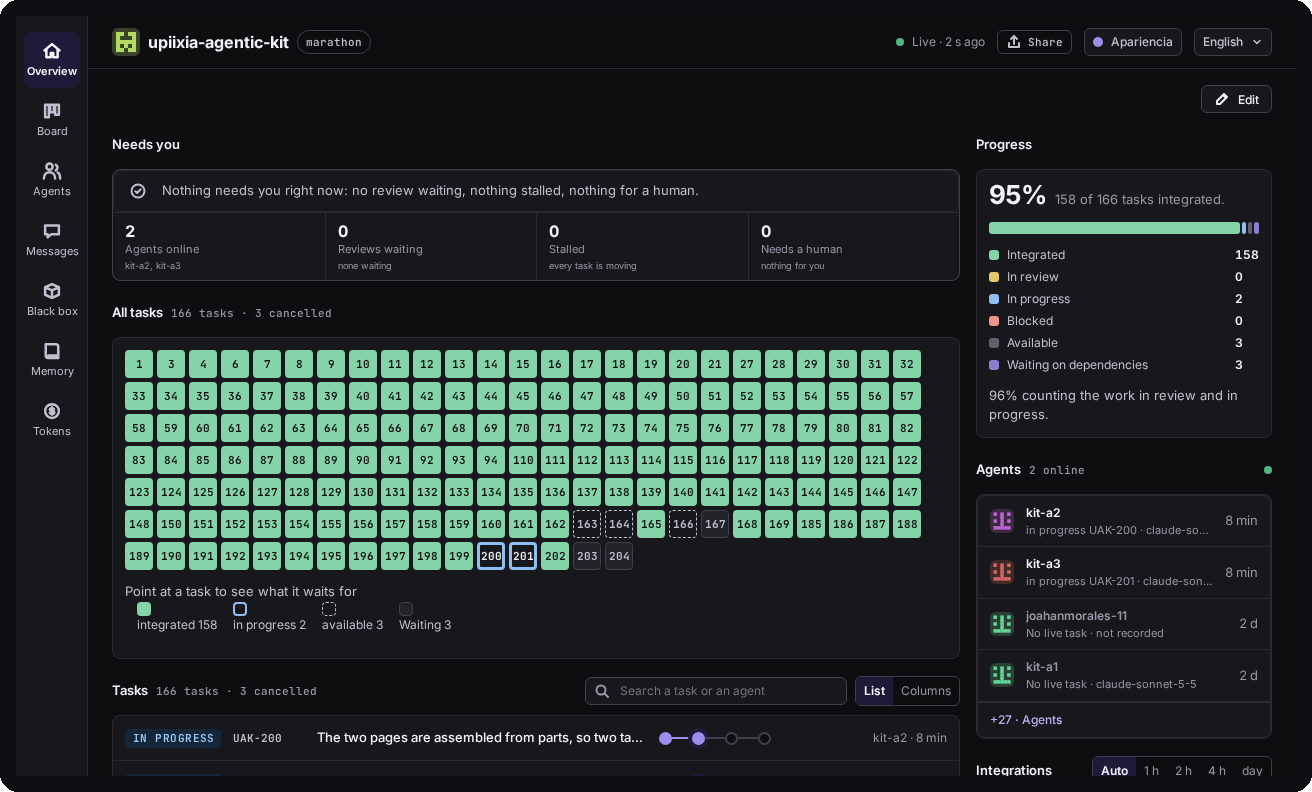 upiixia-agentic-kit marathon
Live · 2 s ago Share Apariencia English
Overview
Board
Agents
Messages
Black box
Memory
Tokens
Edit
Needs you
Nothing needs you right now: no review waiting, nothing stalled, nothing for a human.
2 0 0 0
Agents online Reviews waiting Stalled Needs a human
kit-a2, kit-a3 none waiting every task is moving nothing for you
All tasks 166 tasks · 3 cancelled
1 3 4 6 7 8 9 10 11 12 13 14 15 16 17 18 19 20 21 27 28 29 30 31 32
33 34 35 36 37 38 39 40 41 42 43 44 45 46 47 48 49 50 51 52 53 54 55 56 57
58 59 60 61 62 63 64 65 66 67 68 69 70 71 72 73 74 75 76 77 78 79 80 81 82
83 84 85 86 87 88 89 90 91 92 93 94 110 111 112 113 114 115 116 117 118 119 120 121 122
123 124 125 126 127 128 129 130 131 132 133 134 135 136 137 138 139 140 141 142 143 144 145 146 147
148 150 151 152 153 154 155 156 157 158 159 160 161 162 163 164 165 166 167 168 169 185 186 187 188
189 190 191 192 193 194 195 196 197 198 199 200 201 202 203 204
Point at a task to see what it waits for
integrated 158 in progress 2 available 3 Waiting 3
Tasks 166 tasks · 3 cancelled
Search a task or an agent
List Columns
IN PROGRESS UAK-200 The two pages are assembled from parts, so two ta... kit-a2 · 8 min
Progress
95% 158 of 166 tasks integrated.
Integrated 158
In review 0
In progress 2
Blocked 0
Available 3
Waiting on dependencies 3
96% counting the work in review and in
progress.
Agents 2 online
kit-a2
in progress UAK-200 · claude-so... 8 min
kit-a3
in progress UAK-201 · claude-son... 8 min
joahanmorales-11
No live task · not recorded 2 d
kit-a1
No live task · claude-sonnet-5-5 2 d
+27 · Agents
Integrations Auto 1 h 2 h 4 h day